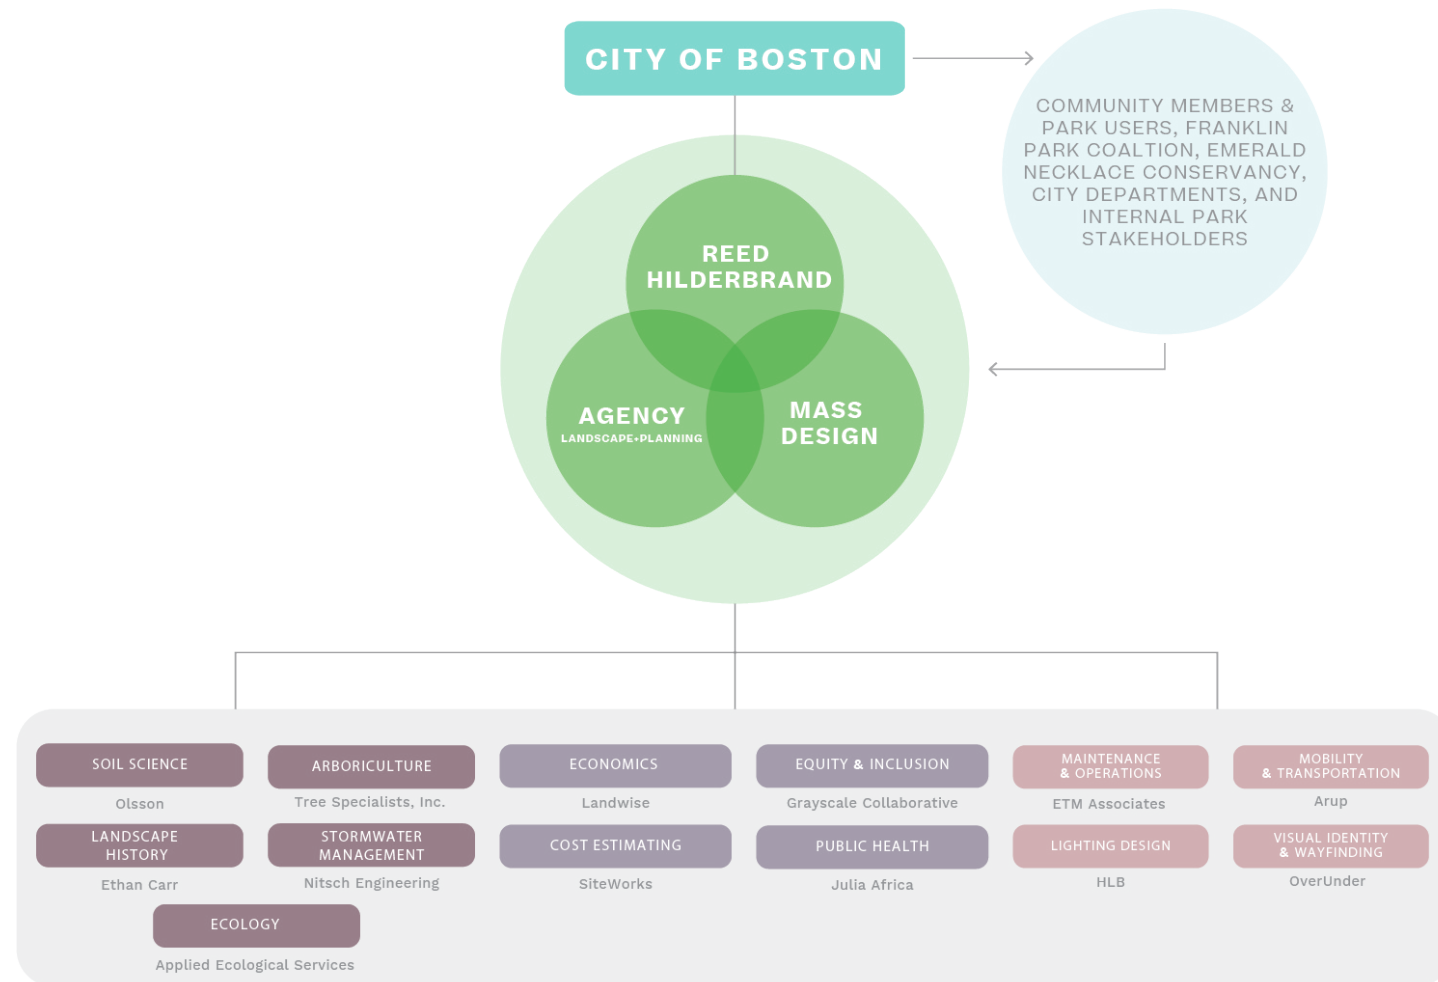 CITY OF BOSTON
COMMUNITY MEMBERS &
PARK USERS, FRANKLIN
PARK COALTION, EMERALD
NECKLACE CONSERVANCY,
CITY DEPARTMENTS, AND
INTERNAL PARK
STAKEHOLDERS
REED
HILDERBRAND
AGENCY
LANDSCAPE+PLANNING
MASS
DESIGN
SOIL SCIENCE
Olsson
ARBORICULTURE
Tree Specialists, Inc.
ECONOMICS
Landwise
EQUITY & INCLUSION
Grayscale Collaborative
MAINTENANCE
& OPERATIONS
ETM Associates
MOBILITY
& TRANSPORTATION
Arup
LANDSCAPE
HISTORY
Ethan Carr
STORMWATER
MANAGEMENT
Nitsch Engineering
COST ESTIMATING
SiteWorks
PUBLIC HEALTH
Julia Africa
LIGHTING DESIGN
HLB
VISUAL IDENTITY
& WAYFINDING
OverUnder
ECOLOGY
Applied Ecological Services